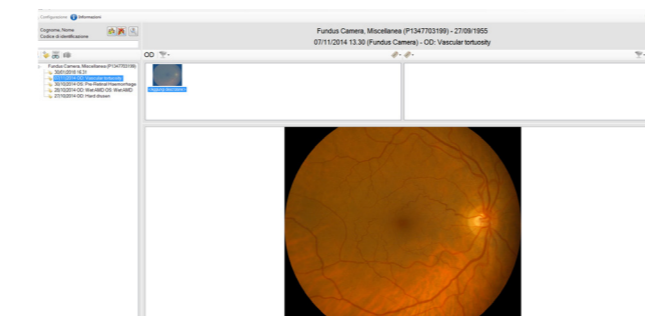 Configurazione Informazioni
Cognome, Nome
Codice di identificazione
Fundus Camera, Miscellanea (P1347703199) - 27/09/1955
07/11/2014 13.30 (Fundus Camera) - OD: Vascular tortuosity
OD
Fundus Camera, Miscellanea (P1347703199)
30/01/2015 16.31
07/11/2014 OD: Vascular tortuosity
30/10/2014 OS: Pre-Retinal Haemorrhage
28/10/2014 OD: Wet AMD OS: Wet AMD
27/10/2014 OD: Hard drusen